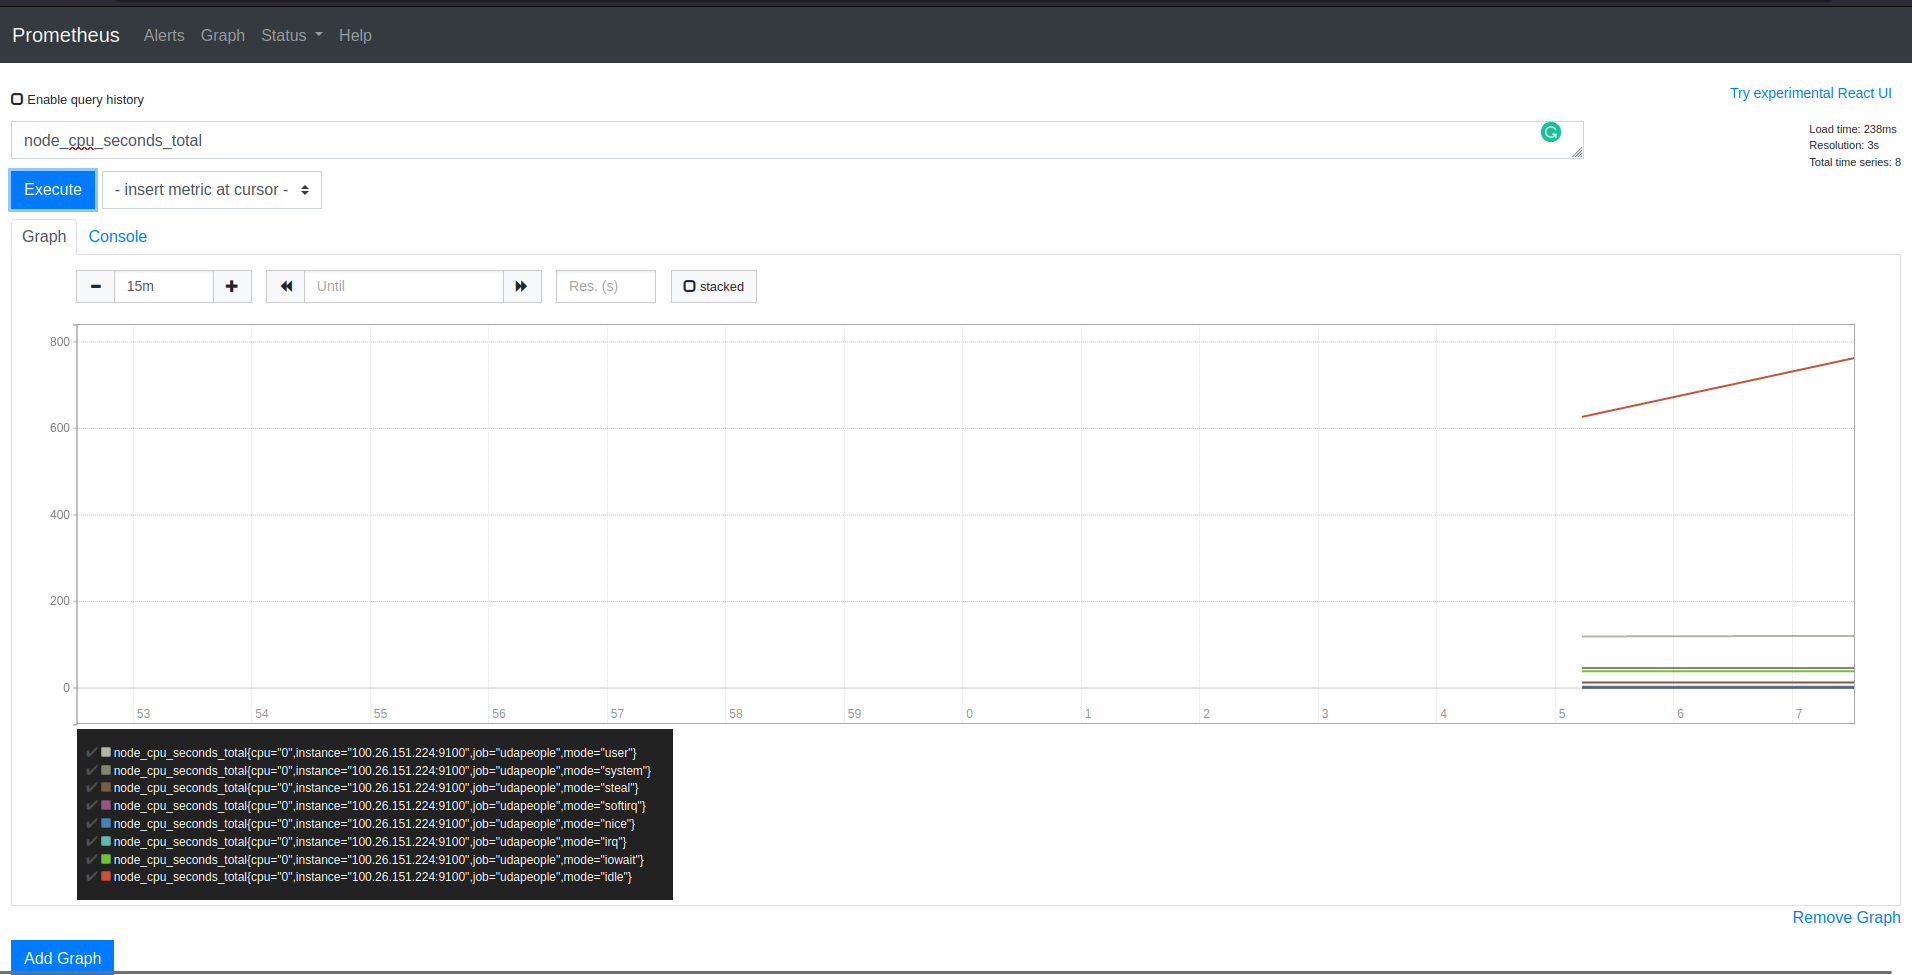 Prometheus Alerts Graph Status Help
Enable query history
Try experimental React UI
node_cpu_seconds_total
Load time: 238ms
Resolution: 3s
Total time series: 8
Execute - insert metric at cursor -
Graph Console
15m Until Res. (s) stacked
800
600
400
200
0
53 54 55 56 57 58 59 0 1 2 3 4 5 6 7
node_cpu_seconds_total{cpu="0",instance="100.26.151.224:9100",job="udapeople",mode="user"}
node_cpu_seconds_total{cpu="0",instance="100.26.151.224:9100",job="udapeople",mode="system"}
node_cpu_seconds_total{cpu="0",instance="100.26.151.224:9100",job="udapeople",mode="steal"}
node_cpu_seconds_total{cpu="0",instance="100.26.151.224:9100",job="udapeople",mode="softirq"}
node_cpu_seconds_total{cpu="0",instance="100.26.151.224:9100",job="udapeople",mode="nice"}
node_cpu_seconds_total{cpu="0",instance="100.26.151.224:9100",job="udapeople",mode="irq"}
node_cpu_seconds_total{cpu="0",instance="100.26.151.224:9100",job="udapeople",mode="iowait"}
node_cpu_seconds_total{cpu="0",instance="100.26.151.224:9100",job="udapeople",mode="idle"}
Remove Graph
Add Graph